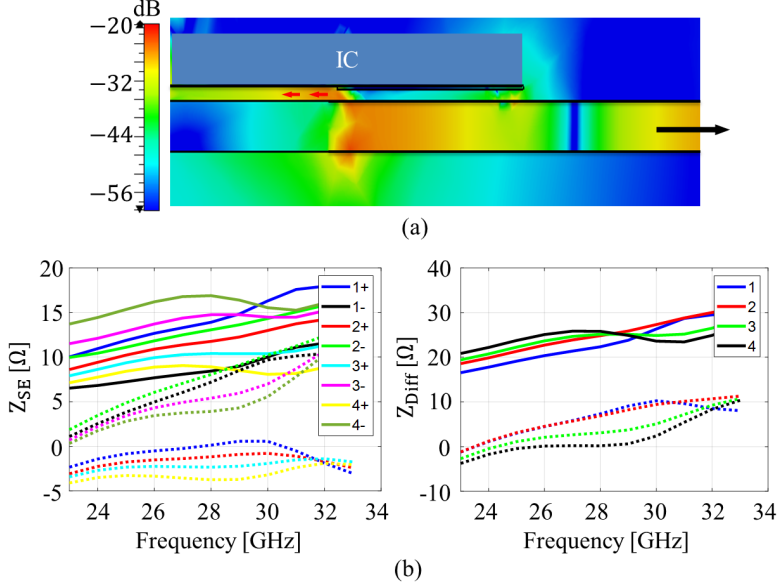 dB
−20
−32
−44
−56
IC
(a)
20
15
10
5
0
-5
Z_SE [Ω]
24 26 28 30 32 34
Frequency [GHz]
1+
1-
2+
2-
3+
3-
4+
4-
40
30
20
10
0
-10
Z_Diff [Ω]
24 26 28 30 32 34
Frequency [GHz]
1
2
3
4
(b)